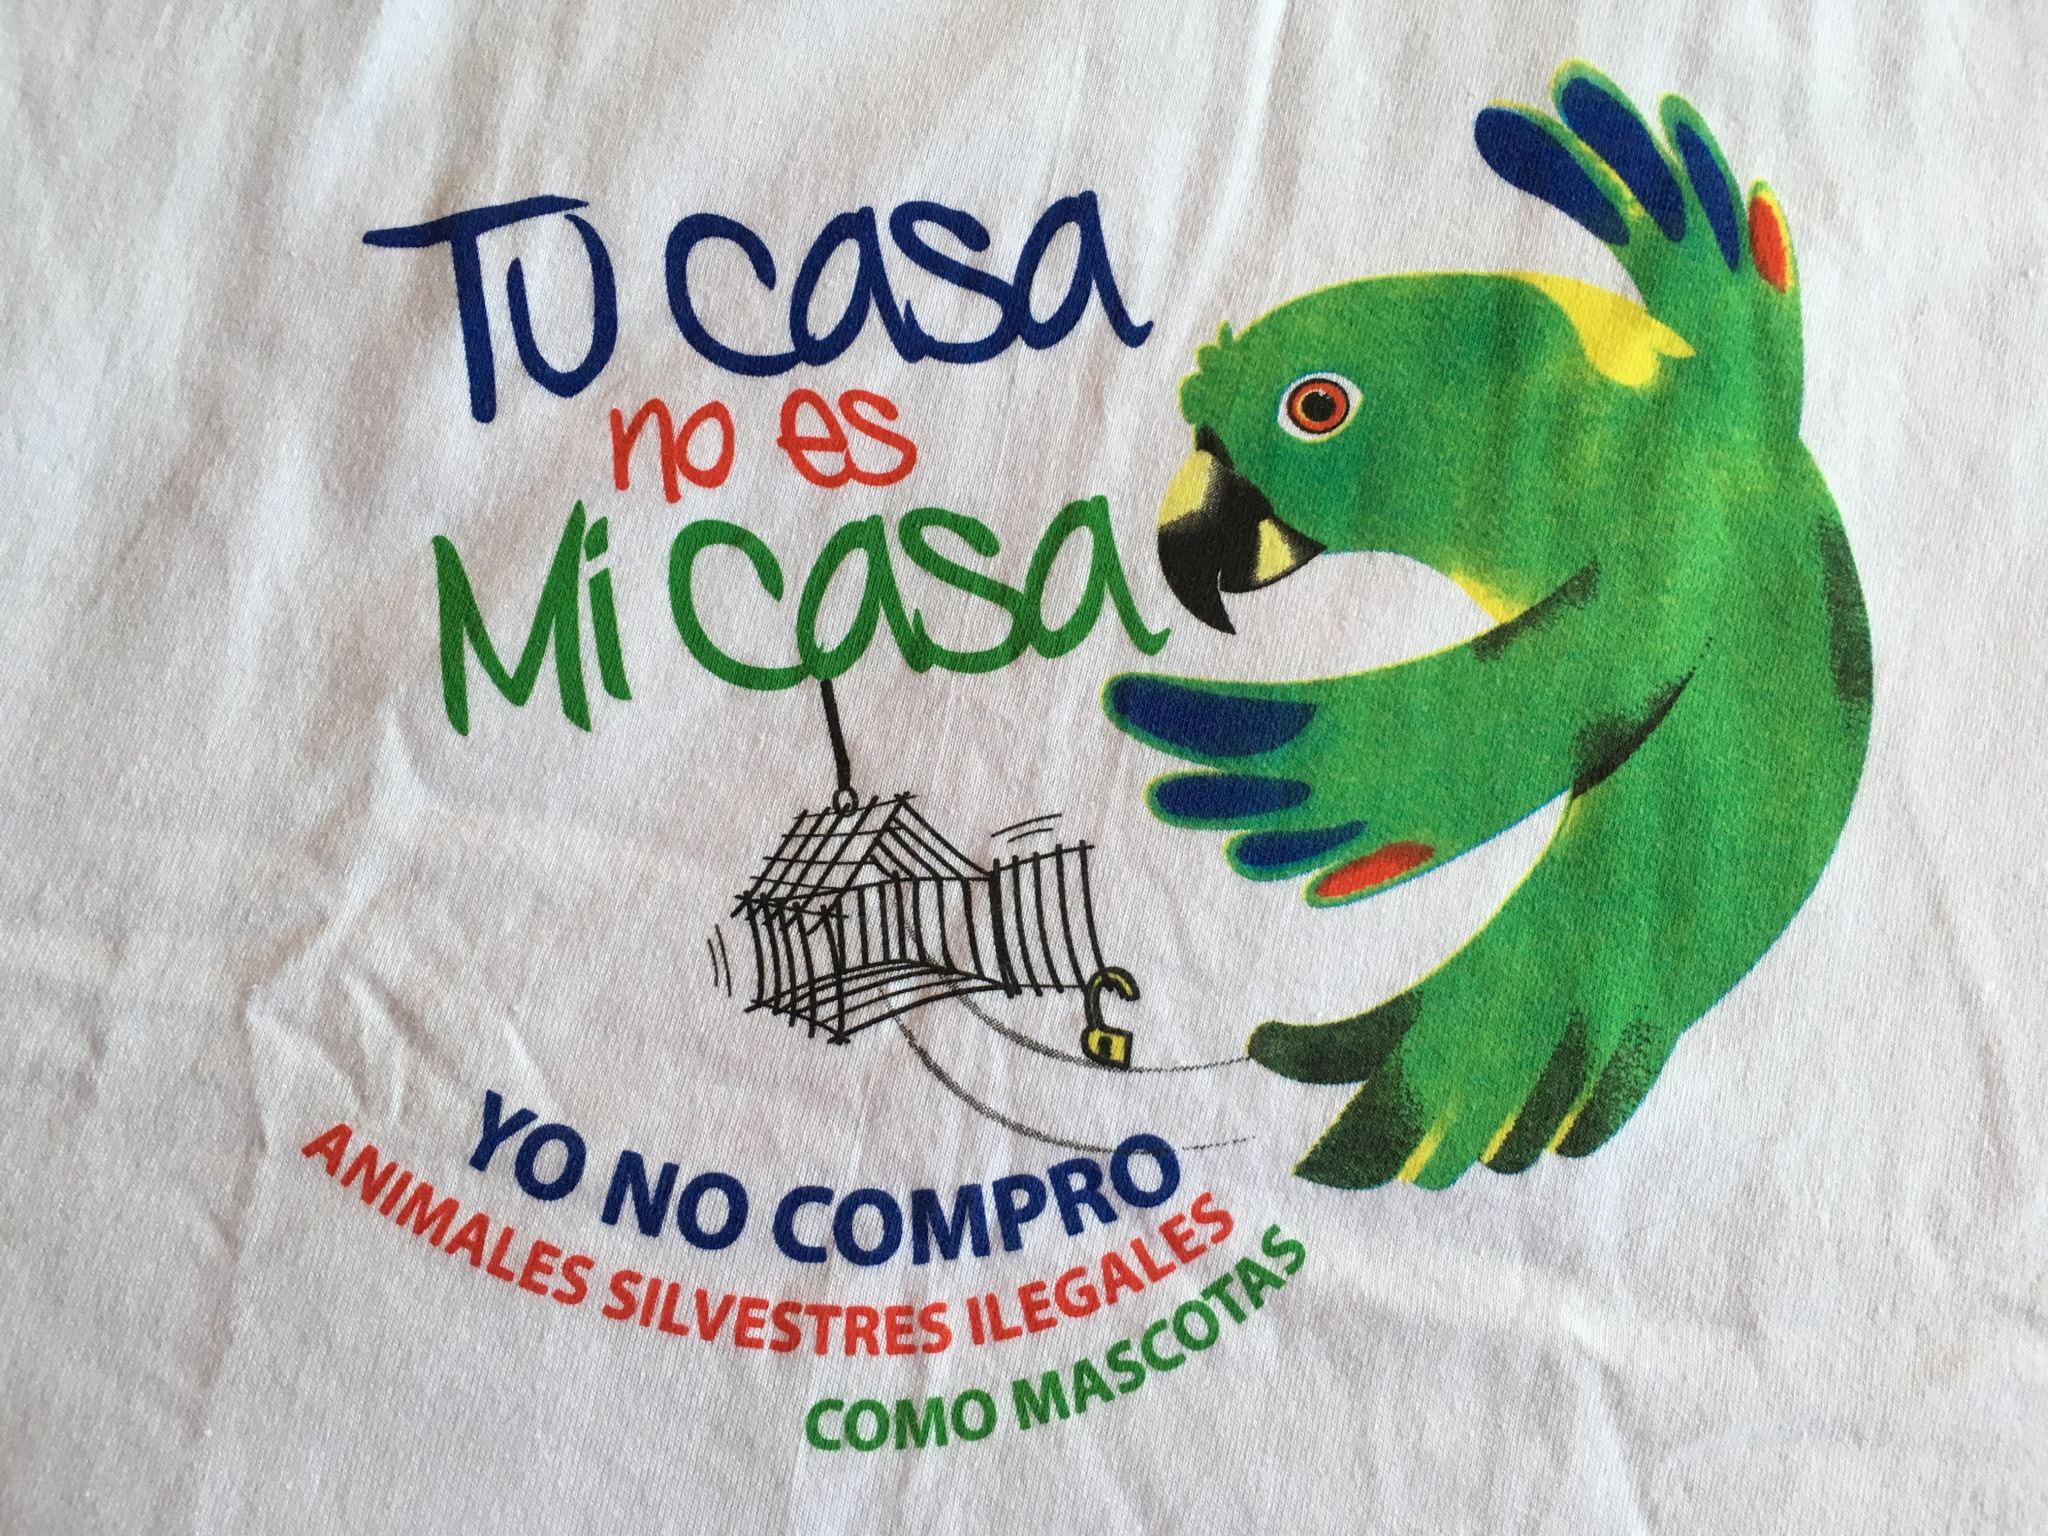 Tu casa
no es
Mi casa
YO NO COMPRO
ANIMALES SILVESTRES ILEGALES
COMO MASCOTAS